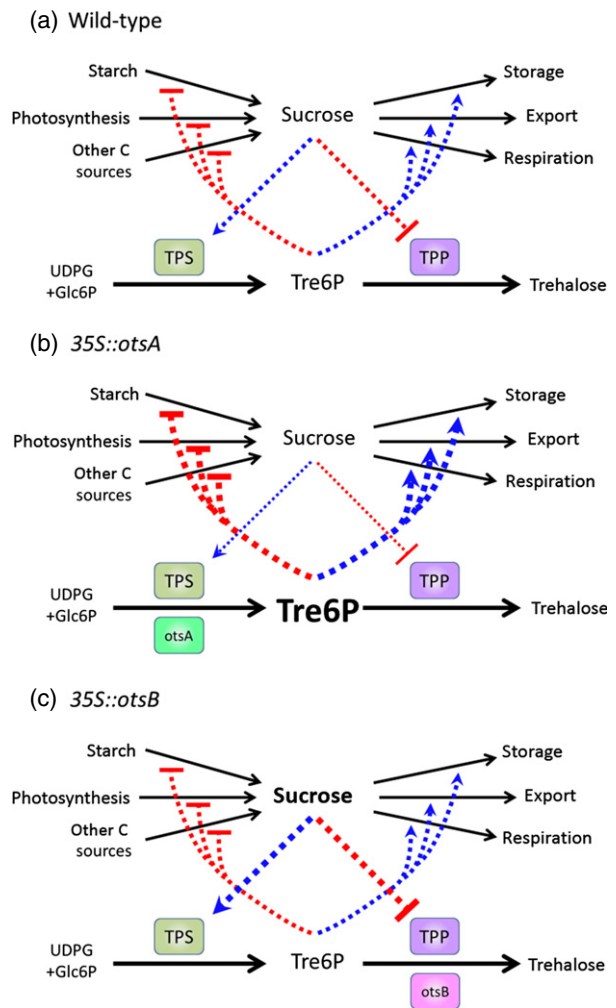 (a) Wild-type
Starch
Storage
Photosynthesis
Sucrose
Export
Other C
sources
Respiration
TPS
TPP
UDPG
+Glc6P
Tre6P
Trehalose
(b) 35S::otsA
Starch
Storage
Photosynthesis
Sucrose
Export
Other C
sources
Respiration
TPS
TPP
UDPG
+Glc6P
Tre6P
Trehalose
otsA
(c) 35S::otsB
Starch
Storage
Photosynthesis
Sucrose
Export
Other C
sources
Respiration
TPS
TPP
UDPG
+Glc6P
Tre6P
Trehalose
otsB